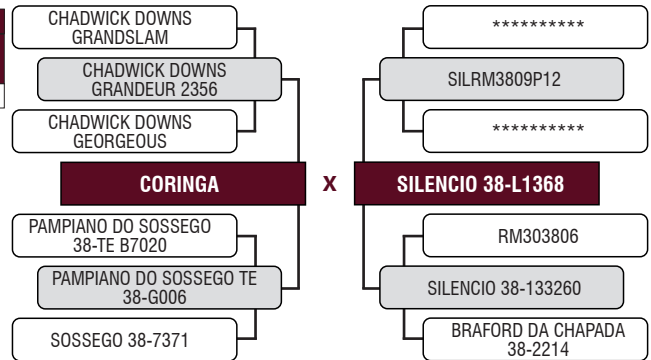 CHADWICK DOWNS
GRANDSLAM
CHADWICK DOWNS
GRANDEUR 2356
CHADWICK DOWNS
GEORGEOUS
CORINGA
PAMPIANO DO SOSSEGO
38-TE B7020
PAMPIANO DO SOSSEGO TE
38-G006
SOSSEGO 38-7371
X
**********
SILRM3809P12
**********
SILENCIO 38-L1368
RM303806
SILENCIO 38-133260
BRAFORD DA CHAPADA
38-2214